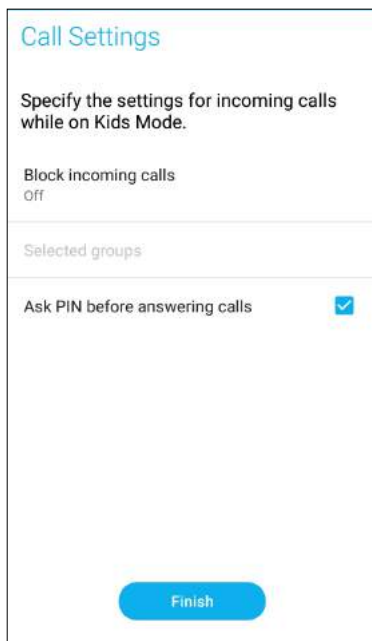 Call Settings
Specify the settings for incoming calls
while on Kids Mode.
Block incoming calls
Off
Selected groups
Ask PIN before answering calls
Finish